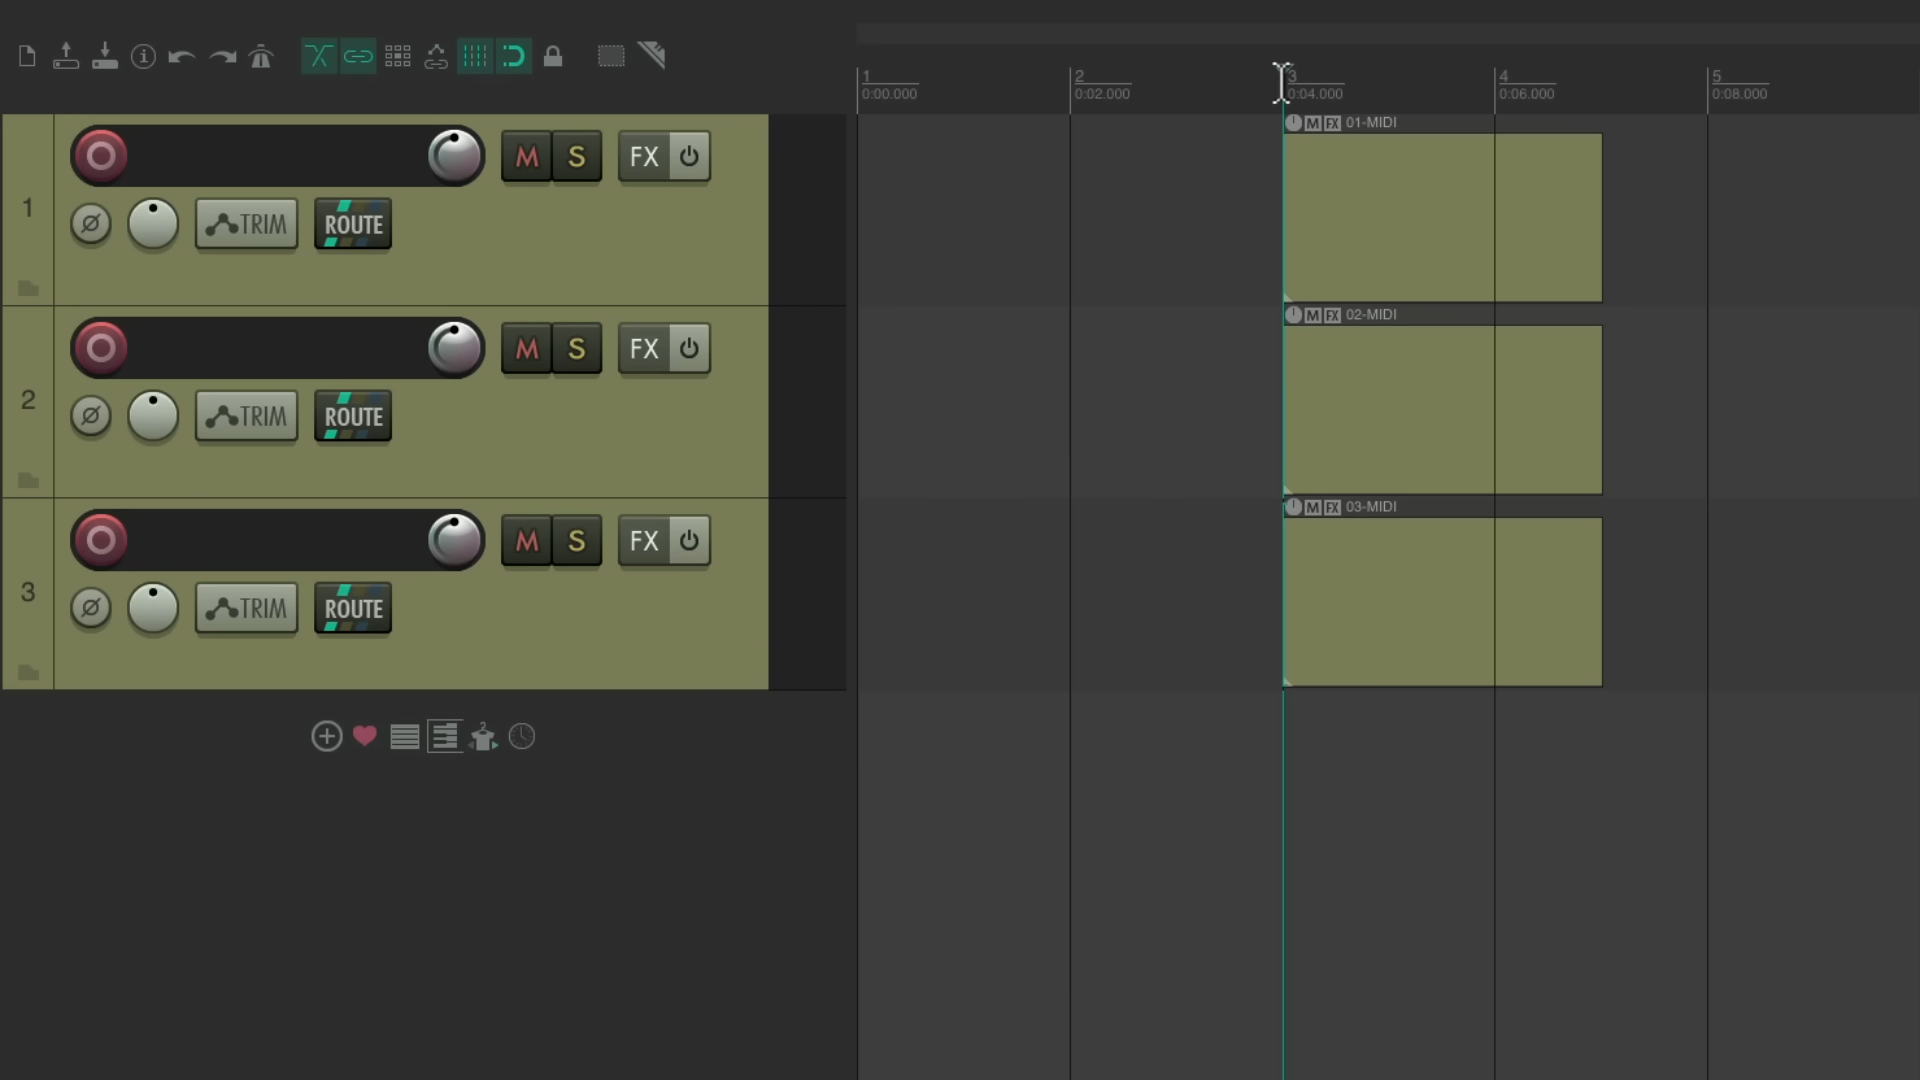 1 2 3 4 5
0:00.000 0:02.000 0:04.000 0:06.000 0:08.000
M FX 01-MIDI
1 M S FX
TRIM ROUTE
M FX 02-MIDI
2 M S FX
TRIM ROUTE
M FX 03-MIDI
3 M S FX
TRIM ROUTE
2